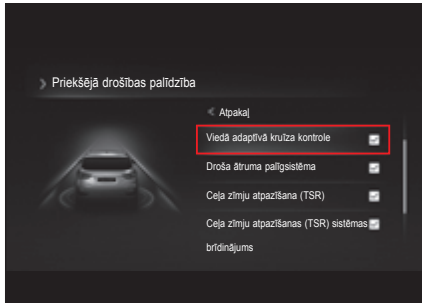 Priekšējā drošības palīdzība
Atpakaļ
Viedā adaptīvā kruīza kontrole
Droša ātruma palīgsistēma
Ceļa zīmju atpazīšana (TSR)
Ceļa zīmju atpazīšanas (TSR) sistēmas
brīdinājums